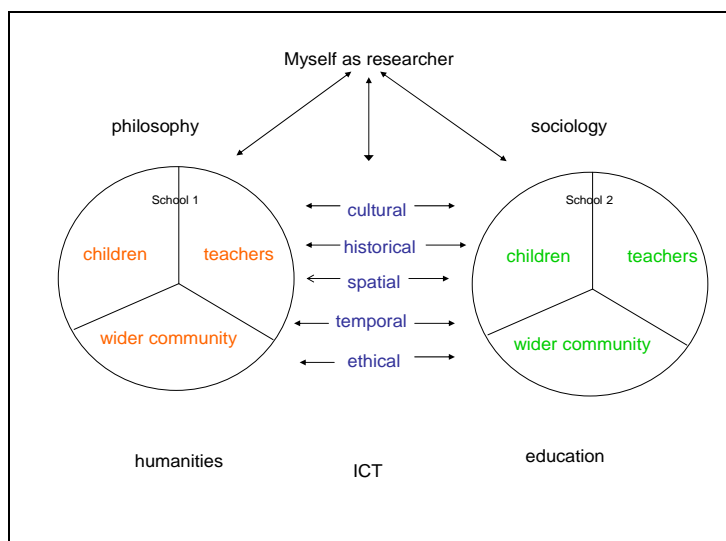 Myself as researcher
philosophy
sociology
School 1
children
teachers
wider community
cultural
historical
spatial
temporal
ethical
School 2
children
teachers
wider community
humanities
ICT
education